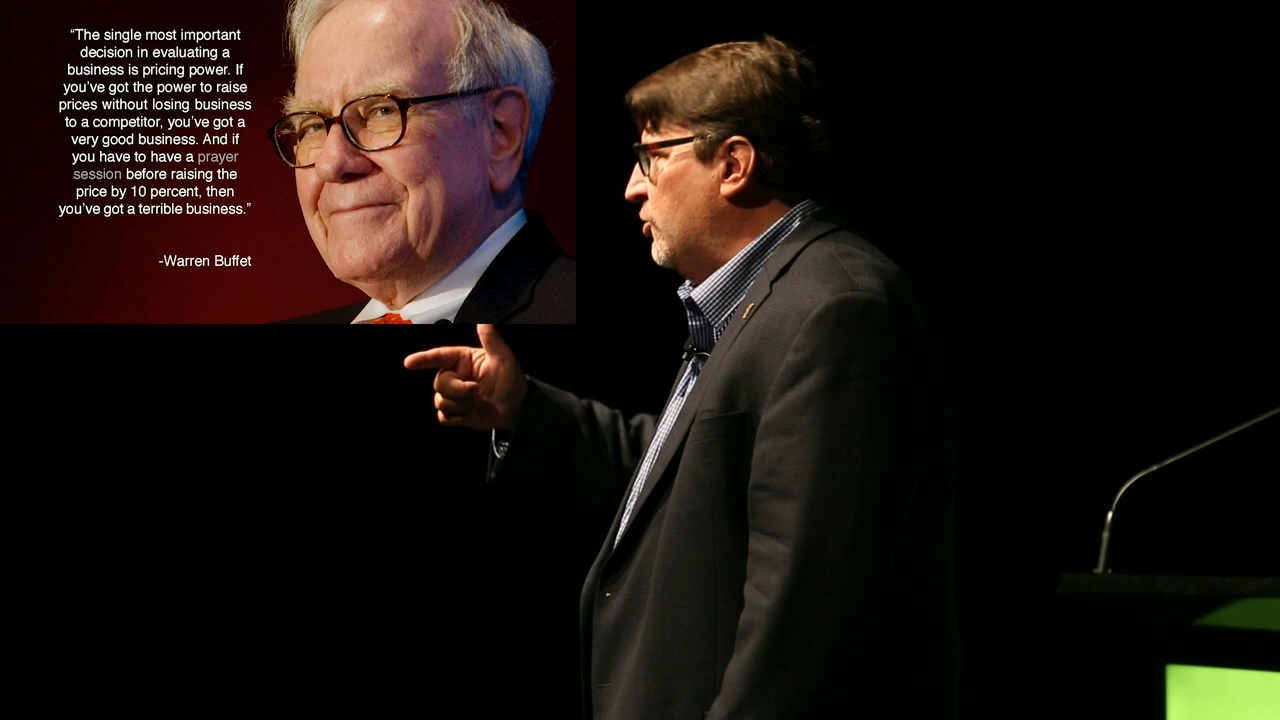 “The single most important
decision in evaluating a
business is pricing power. If
you’ve got the power to raise
prices without losing business
to a competitor, you’ve got a
very good business. And if
you have to have a prayer
session before raising the
price by 10 percent, then
you’ve got a terrible business.”
-Warren Buffet